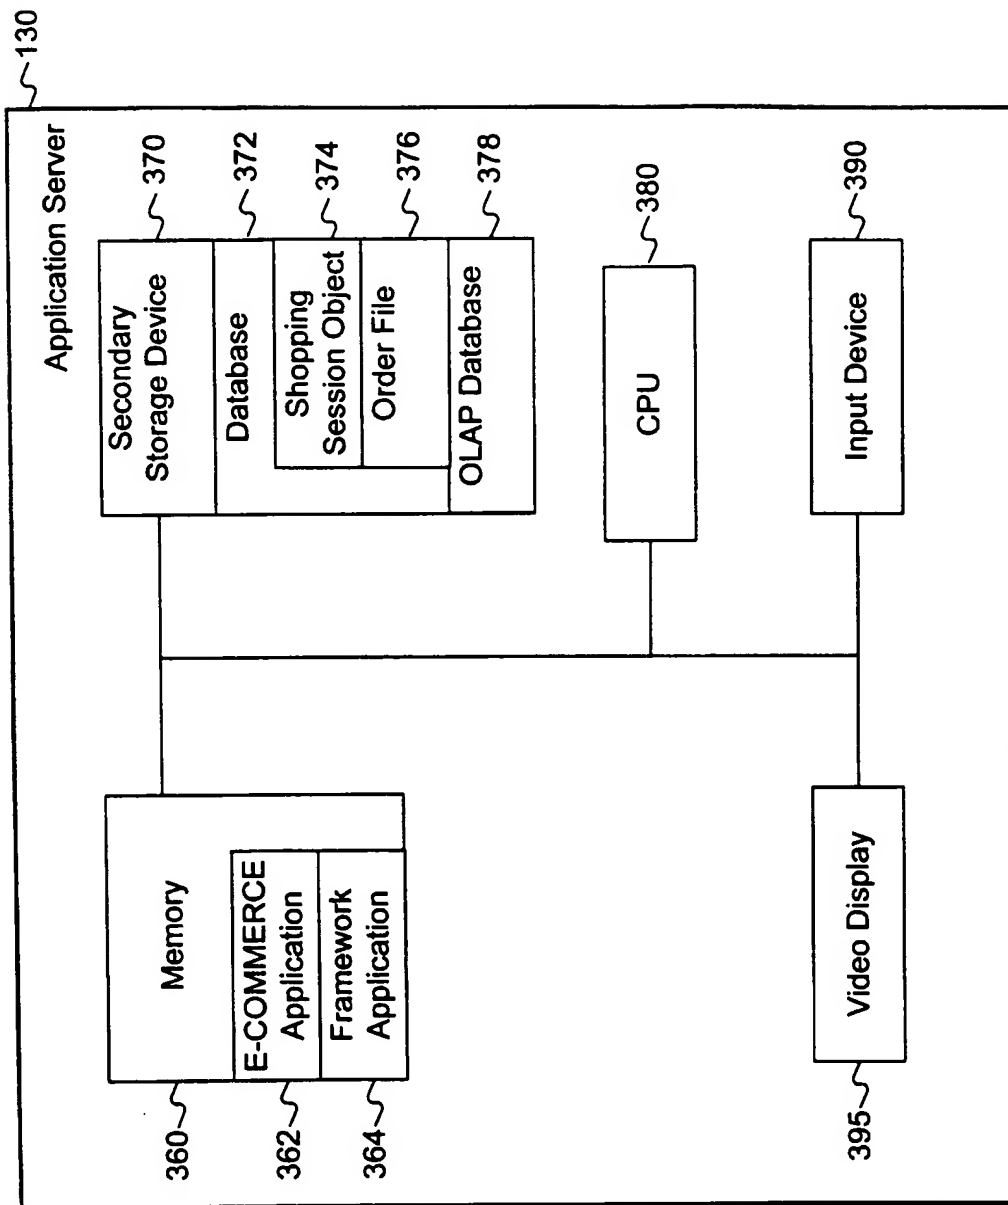 130
Application Server
Memory
E-COMMERCE
Application
Framework
Application
360
362
364
Secondary
Storage Device
Database
Shopping
Session Object
Order File
OLAP Database
370
372
374
376
378
CPU
380
Video Display
395
Input Device
390